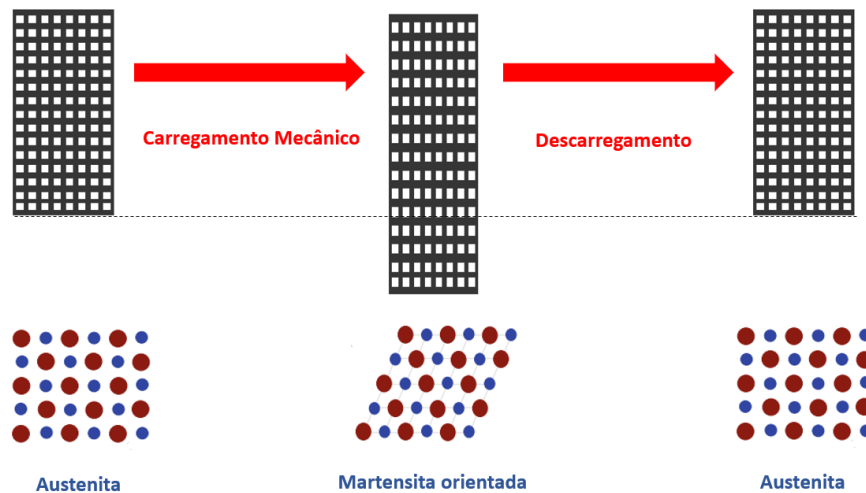 Carregamento Mecânico
Descarregamento
Austenita
Martensita orientada
Austenita